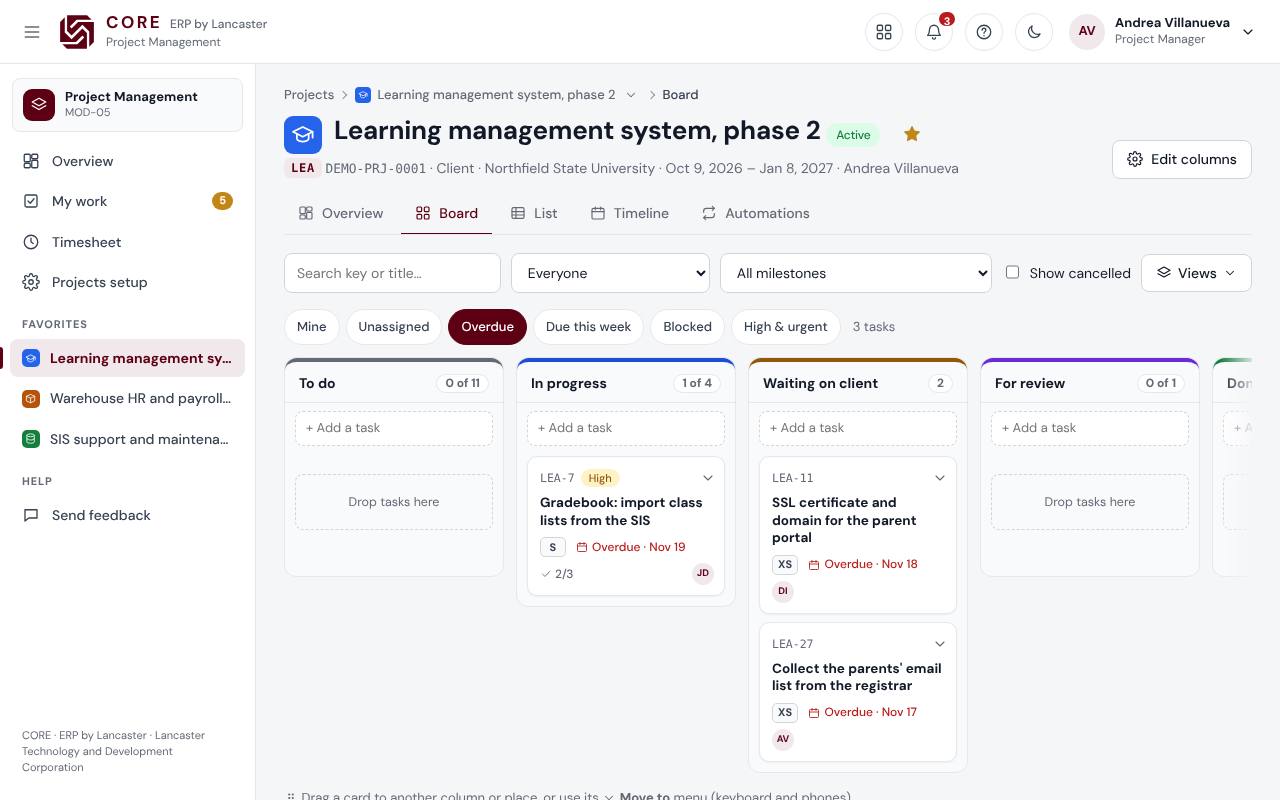 CORE ERP by Lancaster
Project Management
3
AV
Andrea Villanueva
Project Manager
Project Management
MOD-05
Overview
My work 5
Timesheet
Projects setup
FAVORITES
Learning management sy...
Warehouse HR and payroll...
SIS support and maintena...
HELP
Send feedback
CORE · ERP by Lancaster · Lancaster
Technology and Development
Corporation
Projects Learning management system, phase 2 Board
Learning management system, phase 2 Active
LEA DEMO-PRJ-0001 · Client · Northfield State University · Oct 9, 2026 – Jan 8, 2027 · Andrea Villanueva
Edit columns
Overview Board List Timeline Automations
Search key or title...
Everyone
All milestones
Show cancelled
Views
Mine Unassigned Overdue Due this week Blocked High & urgent 3 tasks
To do 0 of 11
+ Add a task
Drop tasks here
In progress 1 of 4
+ Add a task
LEA-7 High
Gradebook: import class
lists from the SIS
S Overdue · Nov 19
2/3 JD
Waiting on client 2
+ Add a task
LEA-11
SSL certificate and
domain for the parent
portal
XS Overdue · Nov 18
DI
LEA-27
Collect the parents' email
list from the registrar
XS Overdue · Nov 17
AV
For review 0 of 1
+ Add a task
Drop tasks here
Don
+ A
Drag a card to another column or place, or use its Move to menu (keyboard and phones)